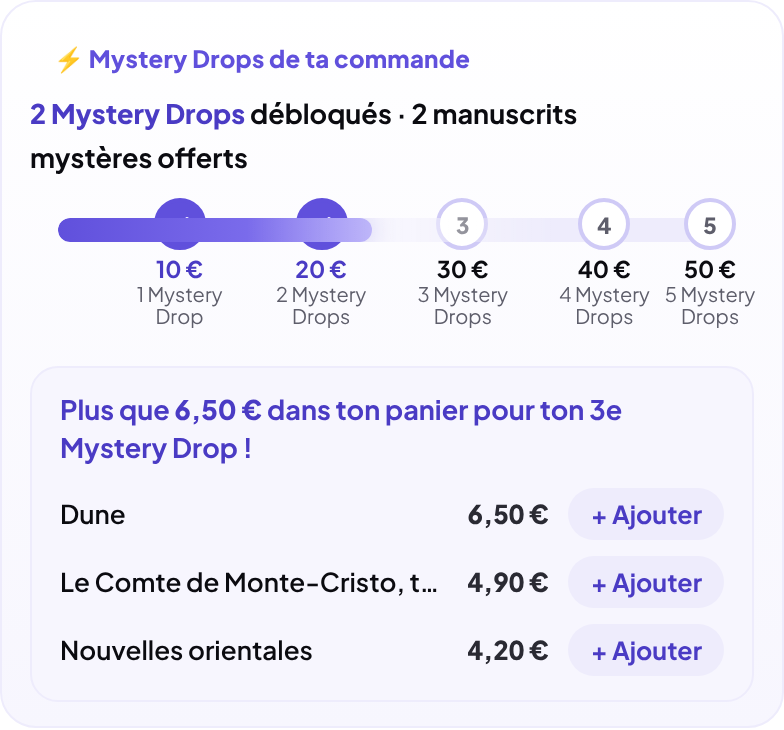 ⚡ Mystery Drops de ta commande
2 Mystery Drops débloqués · 2 manuscrits
mystères offerts
3 4 5
10 € 20 € 30 € 40 € 50 €
1 Mystery 2 Mystery 3 Mystery 4 Mystery 5 Mystery
Drop Drops Drops Drops Drops
Plus que 6,50 € dans ton panier pour ton 3e
Mystery Drop !
Dune 6,50 € + Ajouter
Le Comte de Monte-Cristo, t... 4,90 € + Ajouter
Nouvelles orientales 4,20 € + Ajouter